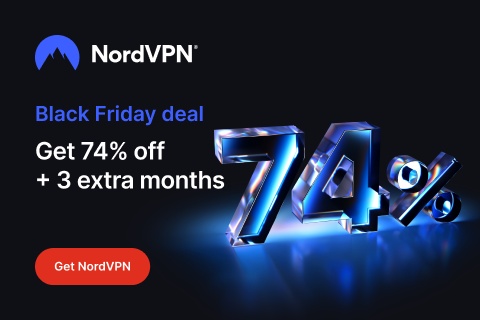 NordVPN®
Black Friday deal
Get 74% off
+ 3 extra months
74%
Get NordVPN